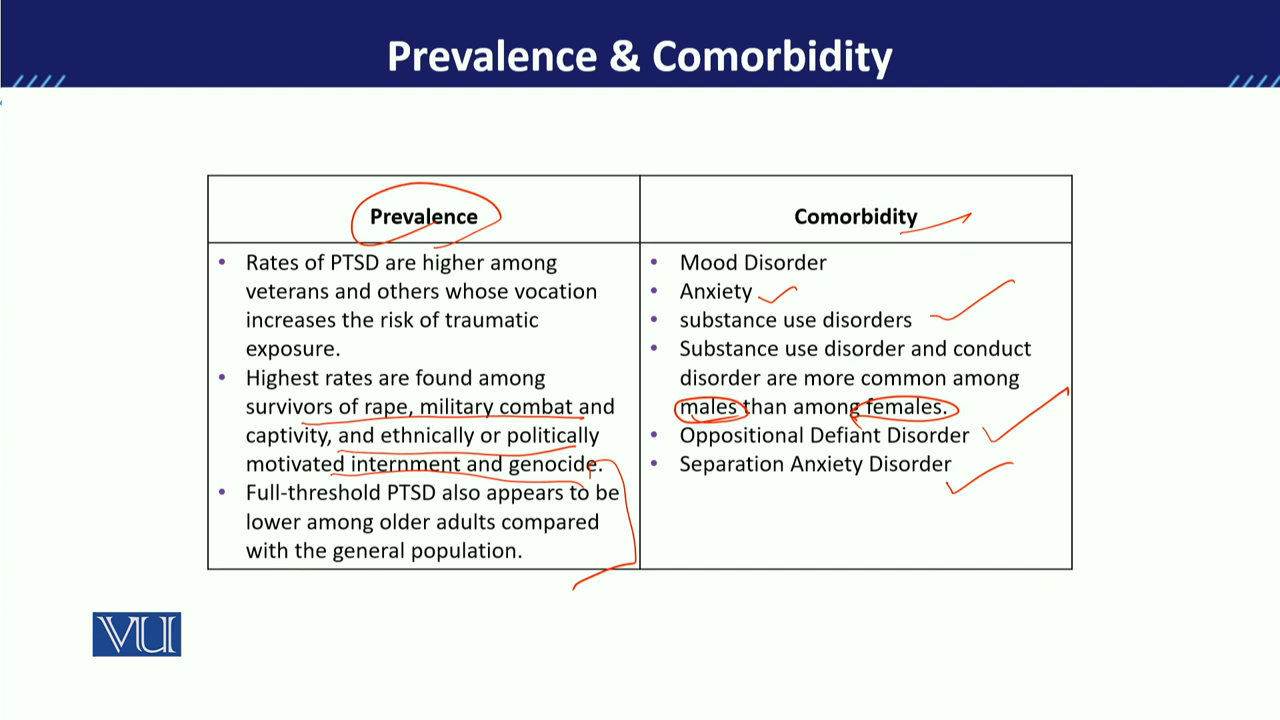 Prevalence & Comorbidity
Prevalence
• Rates of PTSD are higher among
veterans and others whose vocation
increases the risk of traumatic
exposure.
• Highest rates are found among
survivors of rape, military combat and
captivity, and ethnically or politically
motivated internment and genocide.
• Full-threshold PTSD also appears to be
lower among older adults compared
with the general population.
Comorbidity
• Mood Disorder
• Anxiety
• substance use disorders
• Substance use disorder and conduct
disorder are more common among
males than among females.
• Oppositional Defiant Disorder
• Separation Anxiety Disorder
VU